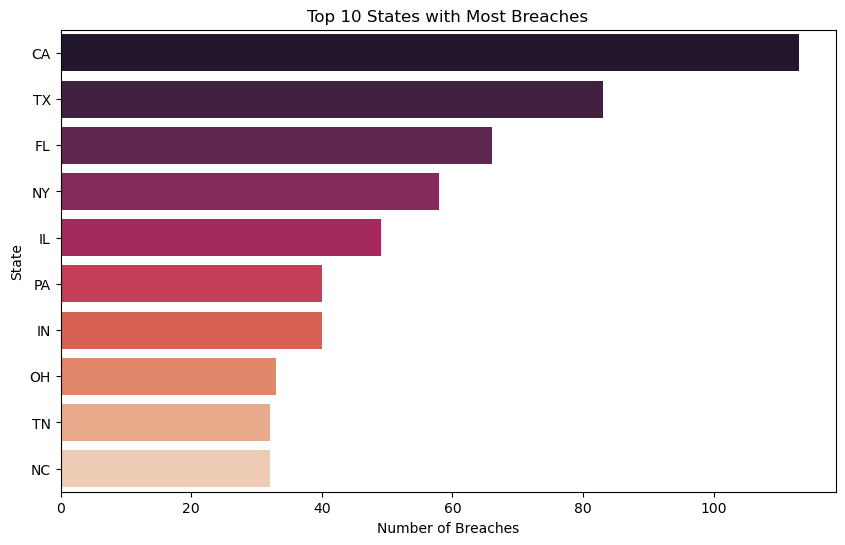 Top 10 States with Most Breaches
CA
TX
FL
NY
IL
PA
IN
OH
TN
NC
State
0 20 40 60 80 100
Number of Breaches